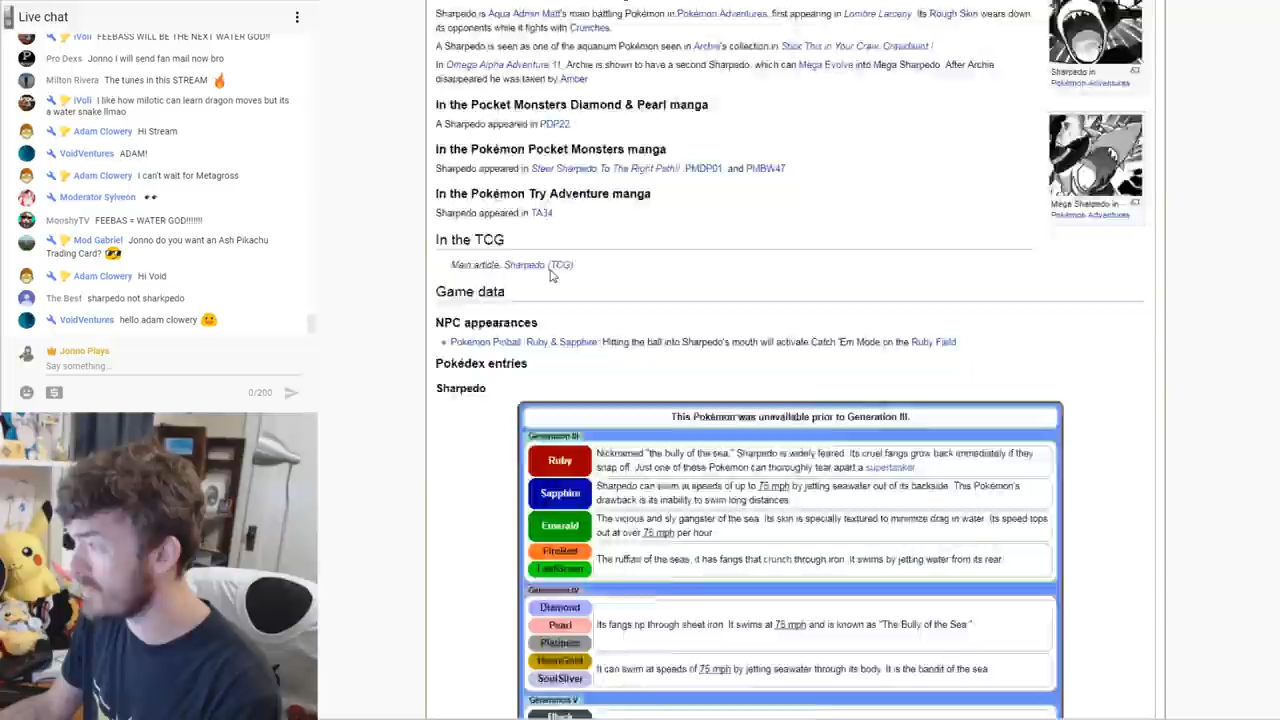 Live chat
iVoli FEEBASS WILL BE THE NEXT WATER GOD!!
Pro Dexs Jonno I will send fan mail now bro
Milton Rivera The tunes in this STREAM 🔥
iVoli I like how milotic can learn dragon moves but its
a water snake llmao
Adam Clowery Hi Stream
VoidVentures ADAM!
Adam Clowery I can't wait for Metagross
Moderator Sylveon 👀
MooshyTV FEEBAS = WATER GOD!!!!!!!
Mod Gabriel Jonno do you want an Ash Pikachu
Trading Card? 😎
Adam Clowery Hi Void
The Best sharpedo not sharkpedo
VoidVentures hello adam clowery 🤗
Jonno Plays
Say something...
0/200
Sharpedo is Aqua Admin Matt's main battling Pokémon in Pokémon Adventures, first appearing in Lombre Larceny. Its Rough Skin wears down
its opponents while it fights with Crunches.
A Sharpedo is seen as one of the aquarium Pokémon seen in Archie's collection in Stick This in Your Craw, Crawdaunt I
In Omega Alpha Adventure 11, Archie is shown to have a second Sharpedo, which can Mega Evolve into Mega Sharpedo. After Archie
disappeared he was taken by Amber
In the Pocket Monsters Diamond & Pearl manga
A Sharpedo appeared in PDP22.
In the Pokémon Pocket Monsters manga
Sharpedo appeared in Steer Sharpedo To The Right Path!! PMDP01 and PMBW47
In the Pokémon Try Adventure manga
Sharpedo appeared in TA34
In the TCG
Main article: Sharpedo (TCG)
Game data
NPC appearances
Pokémon Pinball: Ruby & Sapphire: Hitting the ball into Sharpedo's mouth will activate Catch 'Em Mode on the Ruby Field
Pokédex entries
Sharpedo
This Pokémon was unavailable prior to Generation III.
Generation III
Ruby
Nicknamed "the bully of the sea," Sharpedo is widely feared. Its cruel fangs grow back immediately if they
snap off. Just one of these Pokémon can thoroughly tear apart a supertanker
Sapphire
Sharpedo can swim at speeds of up to 75 mph by jetting seawater out of its backside. This Pokémon's
drawback is its inability to swim long distances
Emerald
The vicious and sly gangster of the sea. Its skin is specially textured to minimize drag in water. Its speed tops
out at over 75 mph per hour
FireRed
LeafGreen
The ruffian of the seas, it has fangs that crunch through iron. It swims by jetting water from its rear
Generation IV
Diamond
Pearl
Platinum
Its fangs rip through sheet iron. It swims at 75 mph and is known as "The Bully of the Sea."
HeartGold
SoulSilver
It can swim at speeds of 75 mph by jetting seawater through its body. It is the bandit of the sea
Generation V
Black
Sharpedo in
Pokémon Adventures
Mega Sharpedo in
Pokémon Adventures